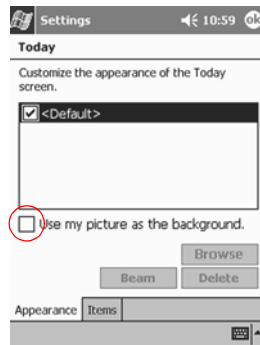 Settings 10:59 ok
Today
Customize the appearance of the Today
screen.
<Default>
Use my picture as the background.
Browse
Beam Delete
Appearance Items